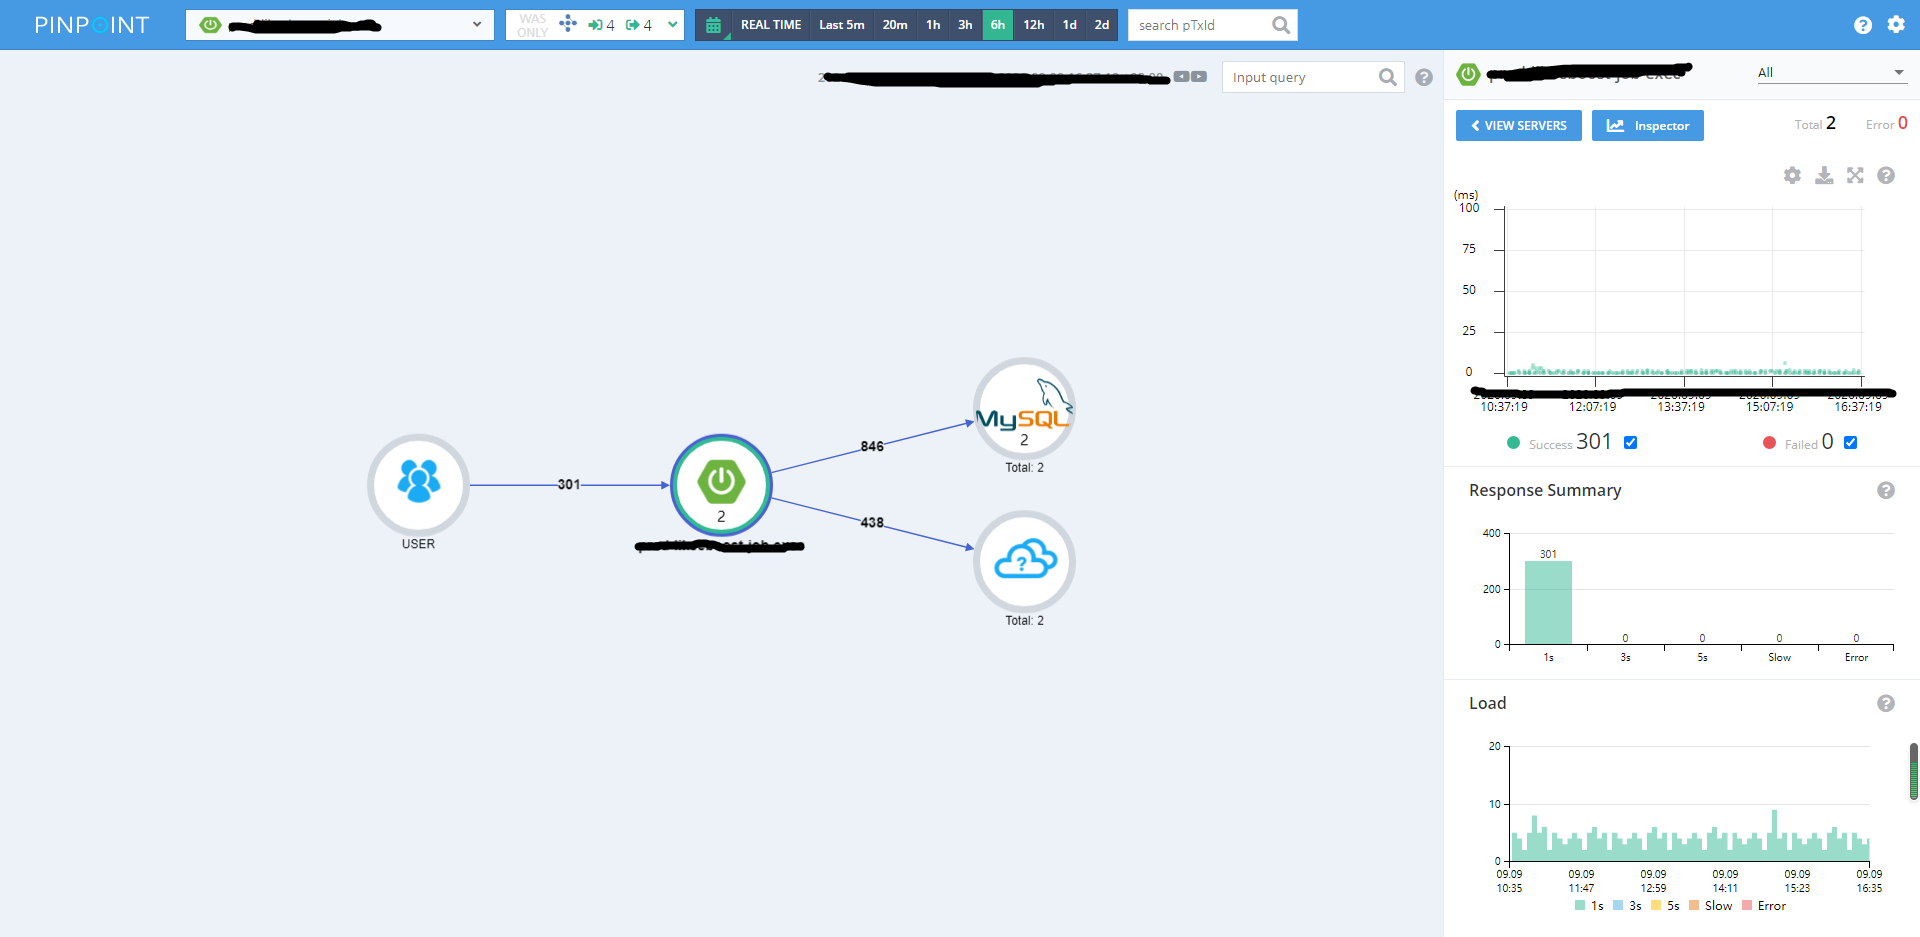 PINPOINT
WAS ONLY
4 4
REAL TIME Last 5m 20m 1h 3h 6h 12h 1d 2d
search pTxId
Input query
All
VIEW SERVERS
Inspector
Total 2
Error 0
(ms)
100
75
50
25
0
10:37:19 12:07:19 13:37:19 15:07:19 16:37:19
Success 301
Failed 0
301
846
438
USER
2
MySQL
2
Total: 2
?
Total: 2
Response Summary
400
200
0
301 0 0 0 0
1s 3s 5s Slow Error
Load
20
10
0
09.09 09.09 09.09 09.09 09.09 09.09
10:35 11:47 12:59 14:11 15:23 16:35
1s 3s 5s Slow Error